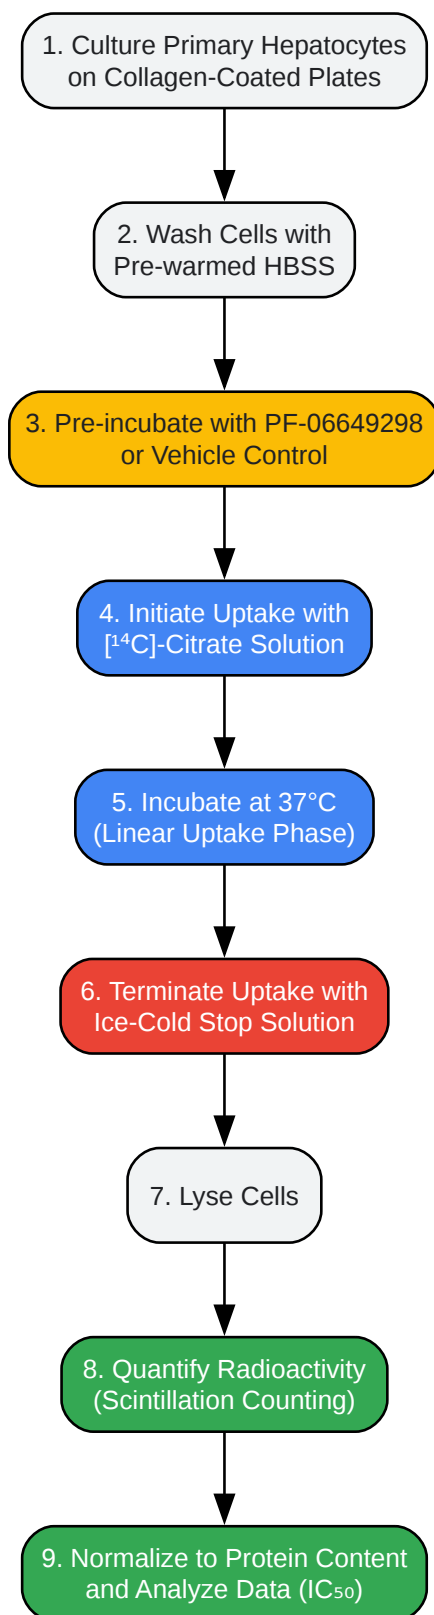 1. Culture Primary Hepatocytes
on Collagen-Coated Plates
2. Wash Cells with
Pre-warmed HBSS
3. Pre-incubate with PF-06649298
or Vehicle Control
4. Initiate Uptake with
[¹⁴C]-Citrate Solution
5. Incubate at 37°C
(Linear Uptake Phase)
6. Terminate Uptake with
Ice-Cold Stop Solution
7. Lyse Cells
8. Quantify Radioactivity
(Scintillation Counting)
9. Normalize to Protein Content
and Analyze Data (IC₅₀)